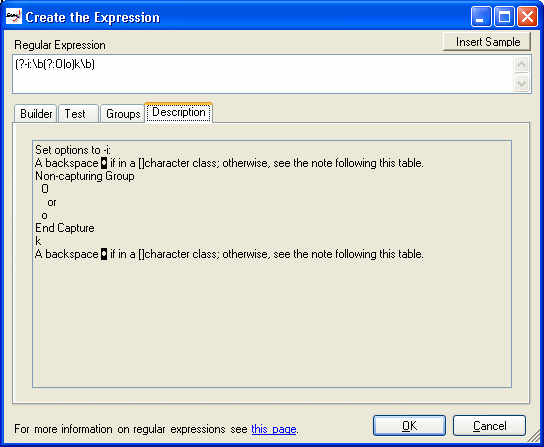 Create the Expression
Regular Expression
Insert Sample
(?-i:\b(?:O|o)k\b)
Builder Test Groups Description
Set options to -i:
A backspace ◘ if in a []character class; otherwise, see the note following this table.
Non-capturing Group
O
or
o
End Capture
k
A backspace ◘ if in a []character class; otherwise, see the note following this table.
For more information on regular expressions see this page.
OK
Cancel